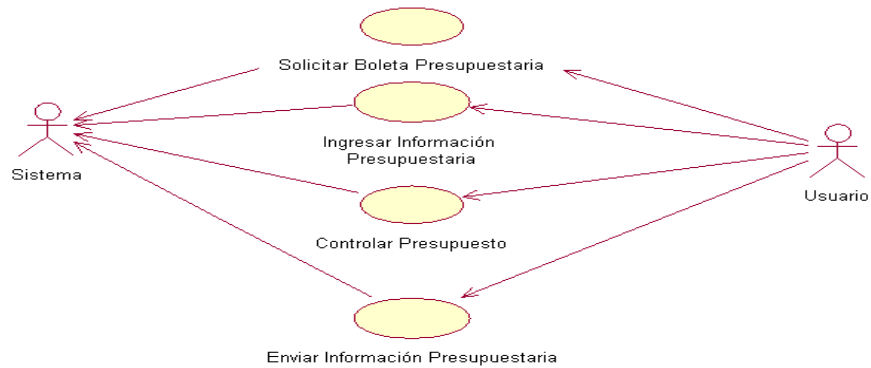 Solicitar Boleta Presupuestaria
Ingresar Información
Presupuestaria
Sistema
Usuario
Controlar Presupuesto
Enviar Información Presupuestaria